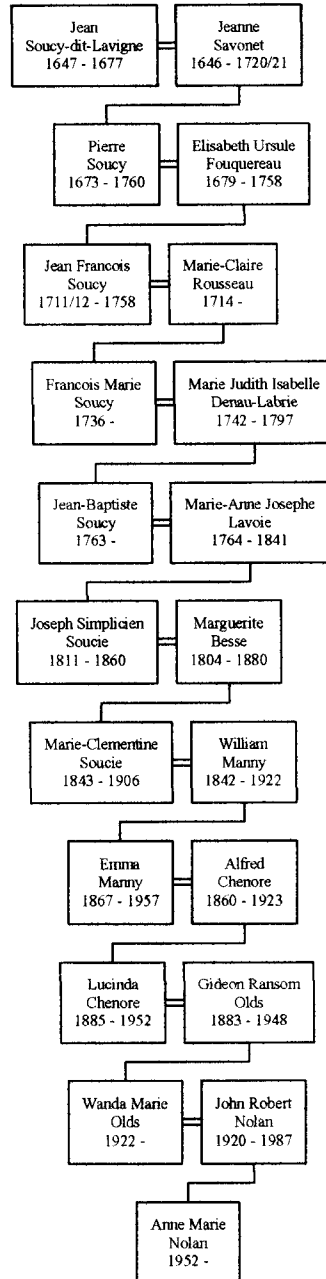 Jean
Soucy-dit-Lavigne
1647 - 1677
Jeanne
Savonet
1646 - 1720/21
Pierre
Soucy
1673 - 1760
Elisabeth Ursule
Fouquereau
1679 - 1758
Jean Francois
Soucy
1711/12 - 1758
Marie-Claire
Rousseau
1714 -
Francois Marie
Soucy
1736 -
Marie Judith Isabelle
Denau-Labrie
1742 - 1797
Jean-Baptiste
Soucy
1763 -
Marie-Anne Josephe
Lavoie
1764 - 1841
Joseph Simplicien
Soucie
1811 - 1860
Marguerite
Besse
1804 - 1880
Marie-Clementine
Soucie
1843 - 1906
William
Manny
1842 - 1922
Emma
Manny
1867 - 1957
Alfred
Chenore
1860 - 1923
Lucinda
Chenore
1885 - 1952
Gideon Ransom
Olds
1883 - 1948
Wanda Marie
Olds
1922 -
John Robert
Nolan
1920 - 1987
Anne Marie
Nolan
1952 -